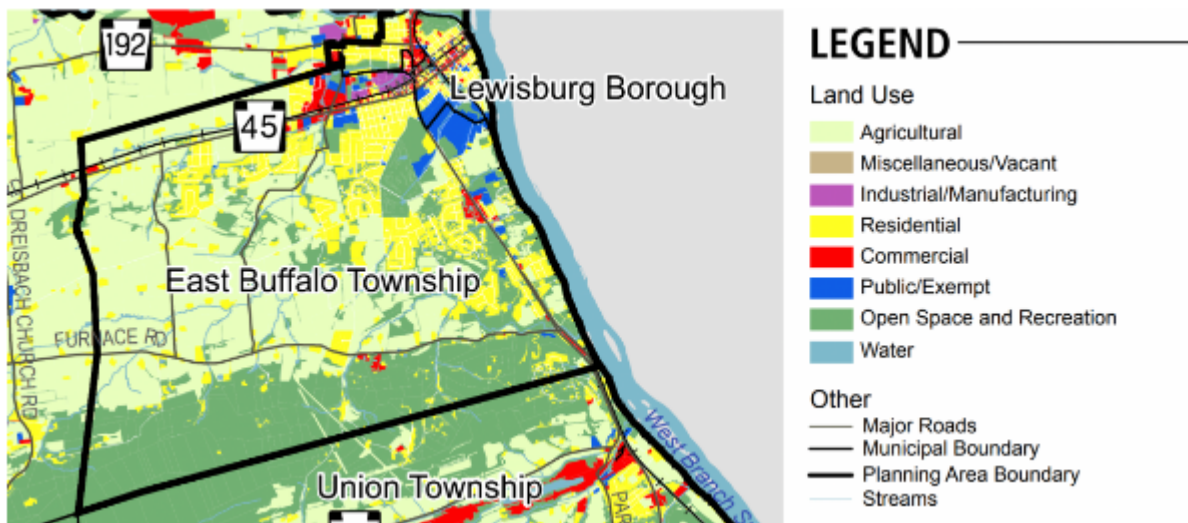 192
Lewisburg Borough
45
DREISBACH CHURCH RD
East Buffalo Township
FURNACE RD
West Branch S
Union Township
PAR
LEGEND
Land Use
Agricultural
Miscellaneous/Vacant
Industrial/Manufacturing
Residential
Commercial
Public/Exempt
Open Space and Recreation
Water
Other
Major Roads
Municipal Boundary
Planning Area Boundary
Streams